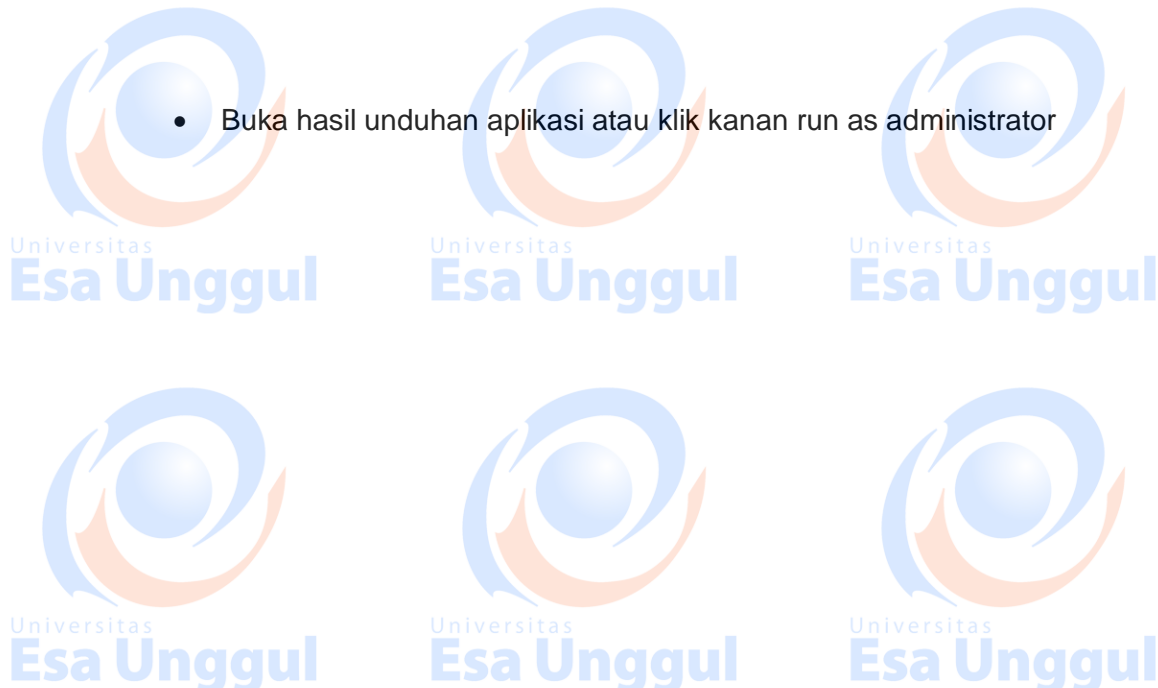 • Buka hasil unduhan aplikasi atau klik kanan run as administrator
Universitas Universitas Universitas
Esa Unggul Esa Unggul Esa Unggul
Universitas Universitas Universitas
Esa Unggul Esa Unggul Esa Unggul